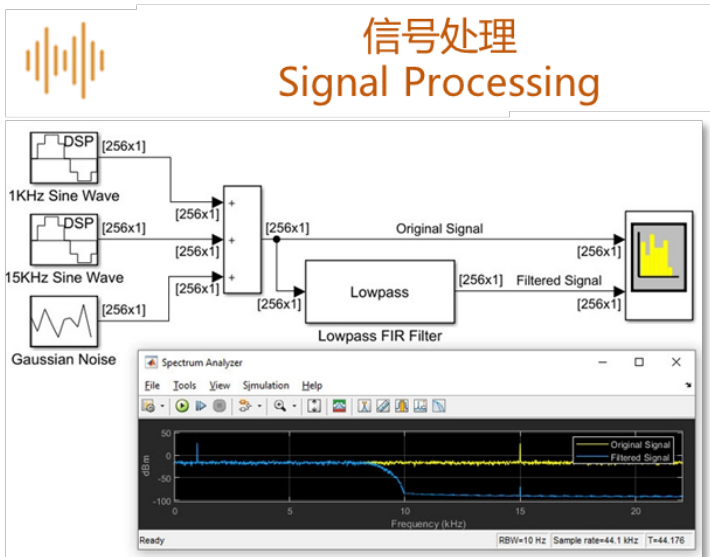 信号处理
Signal Processing
DSP
[256x1]
1KHz Sine Wave
[256x1]
DSP
[256x1]
15KHz Sine Wave
[256x1]
[256x1]
Gaussian Noise
[256x1]
+
+
+
[256x1]
Original Signal
[256x1]
[256x1]
Lowpass
Lowpass FIR Filter
[256x1]
Filtered Signal
[256x1]
Spectrum Analyzer
File Tools View Simulation Help
dBm
50
0
-50
-100
0 5 10 15 20
Frequency (kHz)
Original Signal
Filtered Signal
Ready RBW=10 Hz Sample rate=44.1 kHz T=44.176